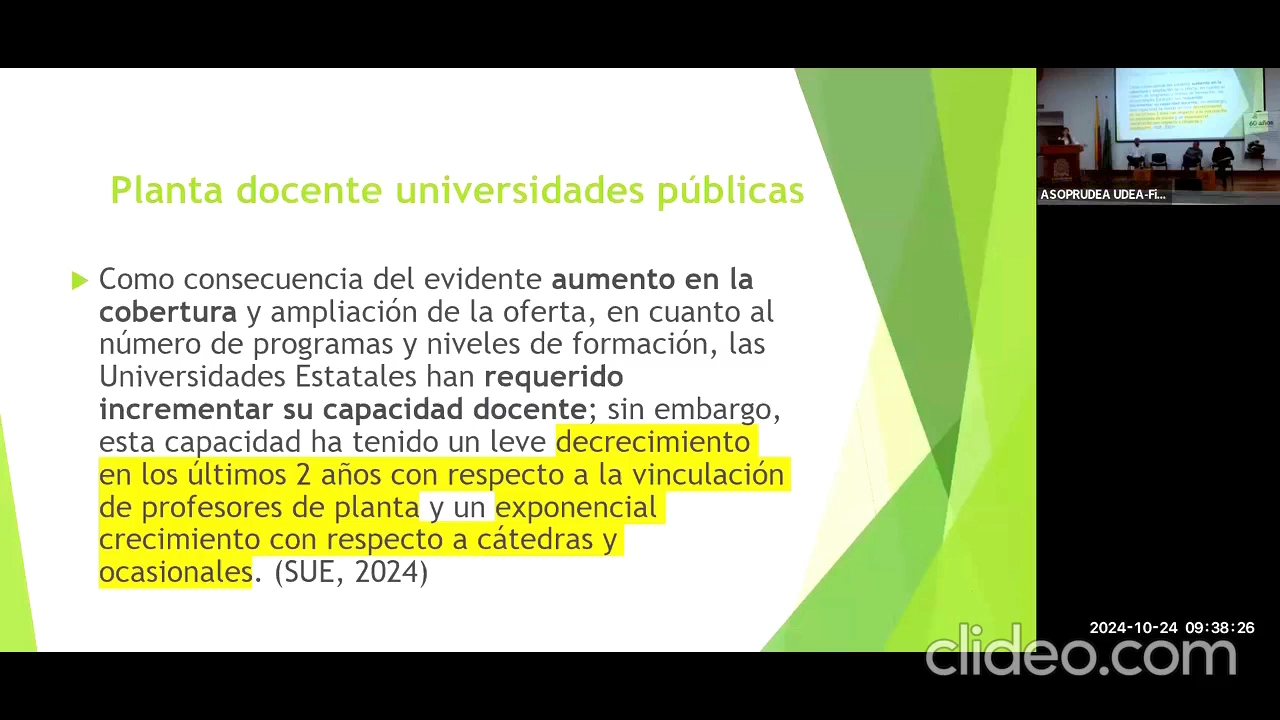 Planta docente universidades públicas
Como consecuencia del evidente aumento en la
cobertura y ampliación de la oferta, en cuanto al
número de programas y niveles de formación, las
Universidades Estatales han requerido
incrementar su capacidad docente; sin embargo,
esta capacidad ha tenido un leve decrecimiento
en los últimos 2 años con respecto a la vinculación
de profesores de planta y un exponencial
crecimiento con respecto a cátedras y
ocasionales. (SUE, 2024)
60 años
ASOPRUDEA UDEA-Fi...
2024-10-24 09:38:26
clideo.com